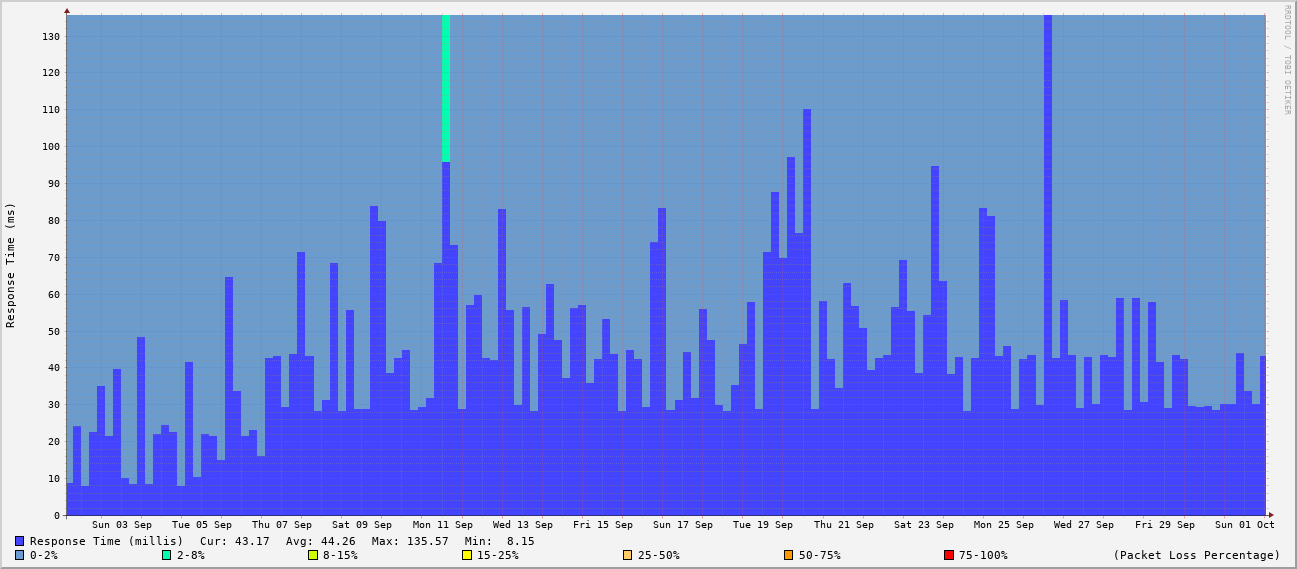 RRDTOOL / TOBI OETIKER
Response Time (ms)
130
120
110
100
90
80
70
60
50
40
30
20
10
0
Sun 03 Sep Tue 05 Sep Thu 07 Sep Sat 09 Sep Mon 11 Sep Wed 13 Sep Fri 15 Sep Sun 17 Sep Tue 19 Sep Thu 21 Sep Sat 23 Sep Mon 25 Sep Wed 27 Sep Fri 29 Sep Sun 01 Oct
Response Time (millis) Cur: 43.17 Avg: 44.26 Max: 135.57 Min: 8.15
0-2% 2-8% 8-15% 15-25% 25-50% 50-75% 75-100% (Packet Loss Percentage)